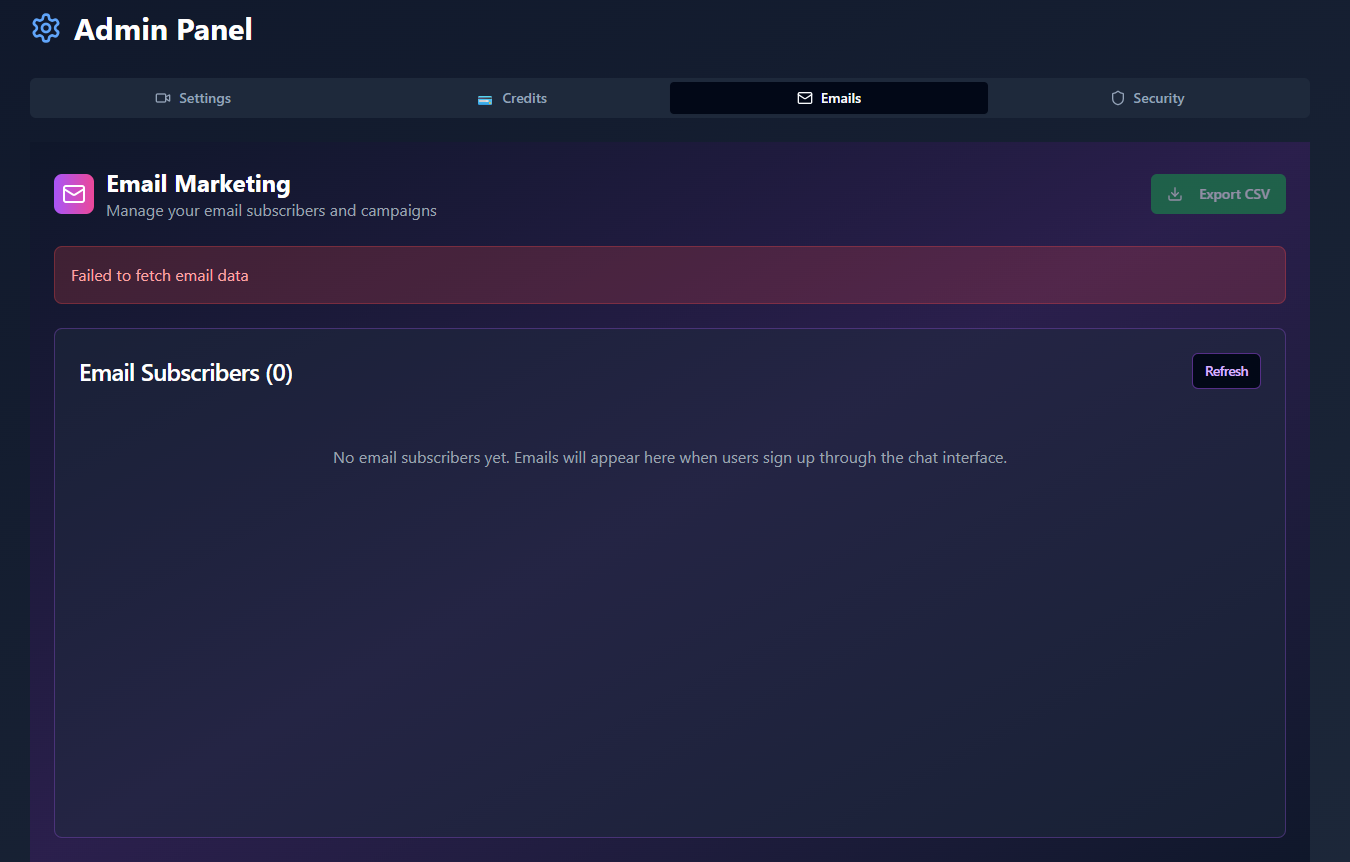 Admin Panel
Settings
Credits
Emails
Security
Email Marketing
Manage your email subscribers and campaigns
Export CSV
Failed to fetch email data
Email Subscribers (0)
Refresh
No email subscribers yet. Emails will appear here when users sign up through the chat interface.